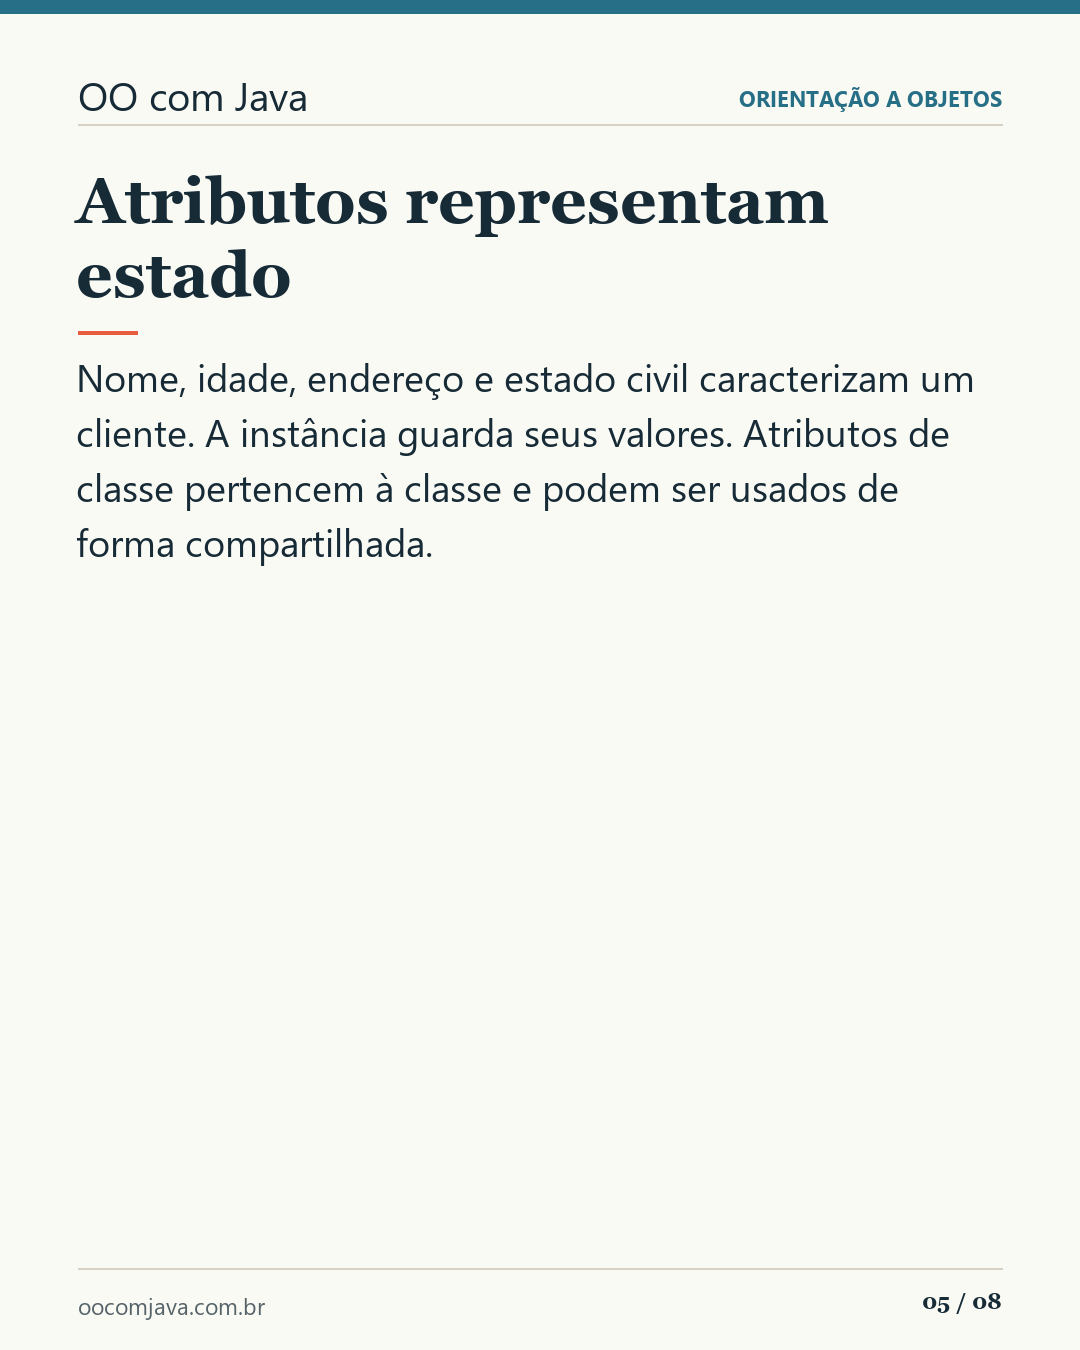 OO com Java
ORIENTAÇÃO A OBJETOS
Atributos representam
estado
Nome, idade, endereço e estado civil caracterizam um
cliente. A instância guarda seus valores. Atributos de
classe pertencem à classe e podem ser usados de
forma compartilhada.
oocomjava.com.br
05 / 08